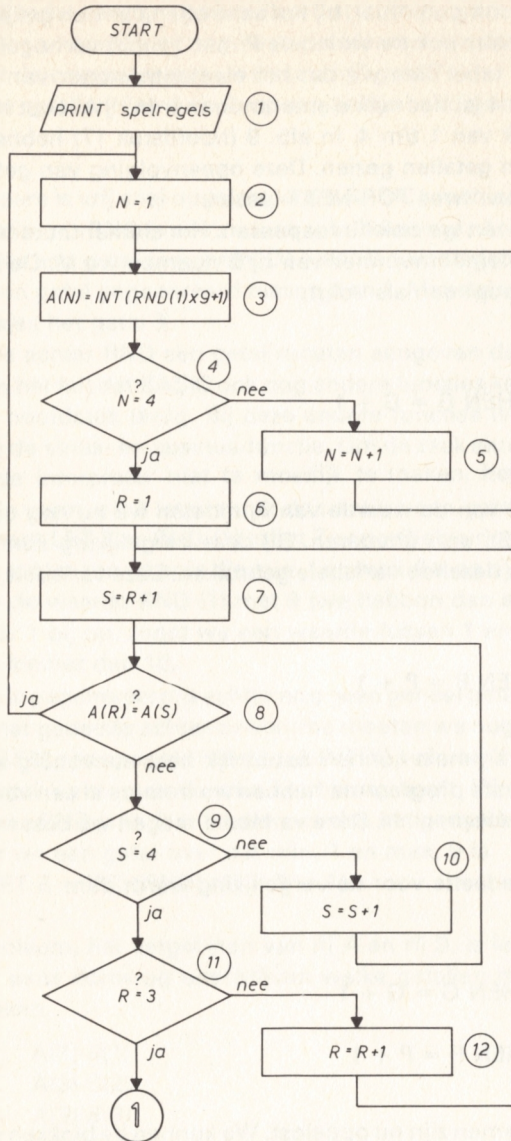 START
PRINT spelregels
1
N = 1
2
A(N) = INT(RND(1)x9+1)
3
?
N = 4
4
nee
ja
N = N+1
5
R = 1
6
S = R+1
7
?
A(R) = A(S)
8
ja
nee
?
S = 4
9
nee
ja
S = S+1
10
?
R = 3
11
nee
ja
R = R+1
12
1